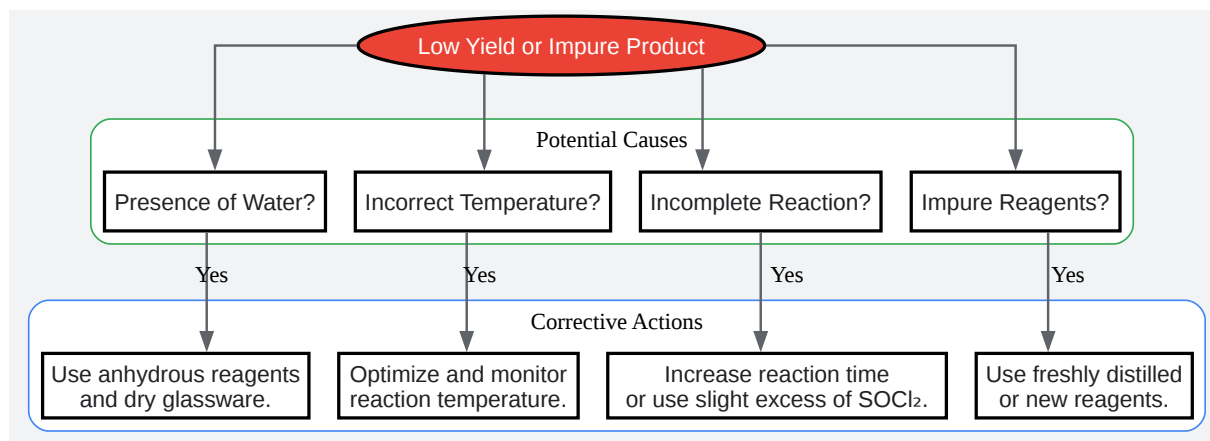 Low Yield or Impure Product
Potential Causes
Presence of Water?
Incorrect Temperature?
Incomplete Reaction?
Impure Reagents?
Yes
Yes
Yes
Yes
Corrective Actions
Use anhydrous reagents
and dry glassware.
Optimize and monitor
reaction temperature.
Increase reaction time
or use slight excess of SOCl₂.
Use freshly distilled
or new reagents.